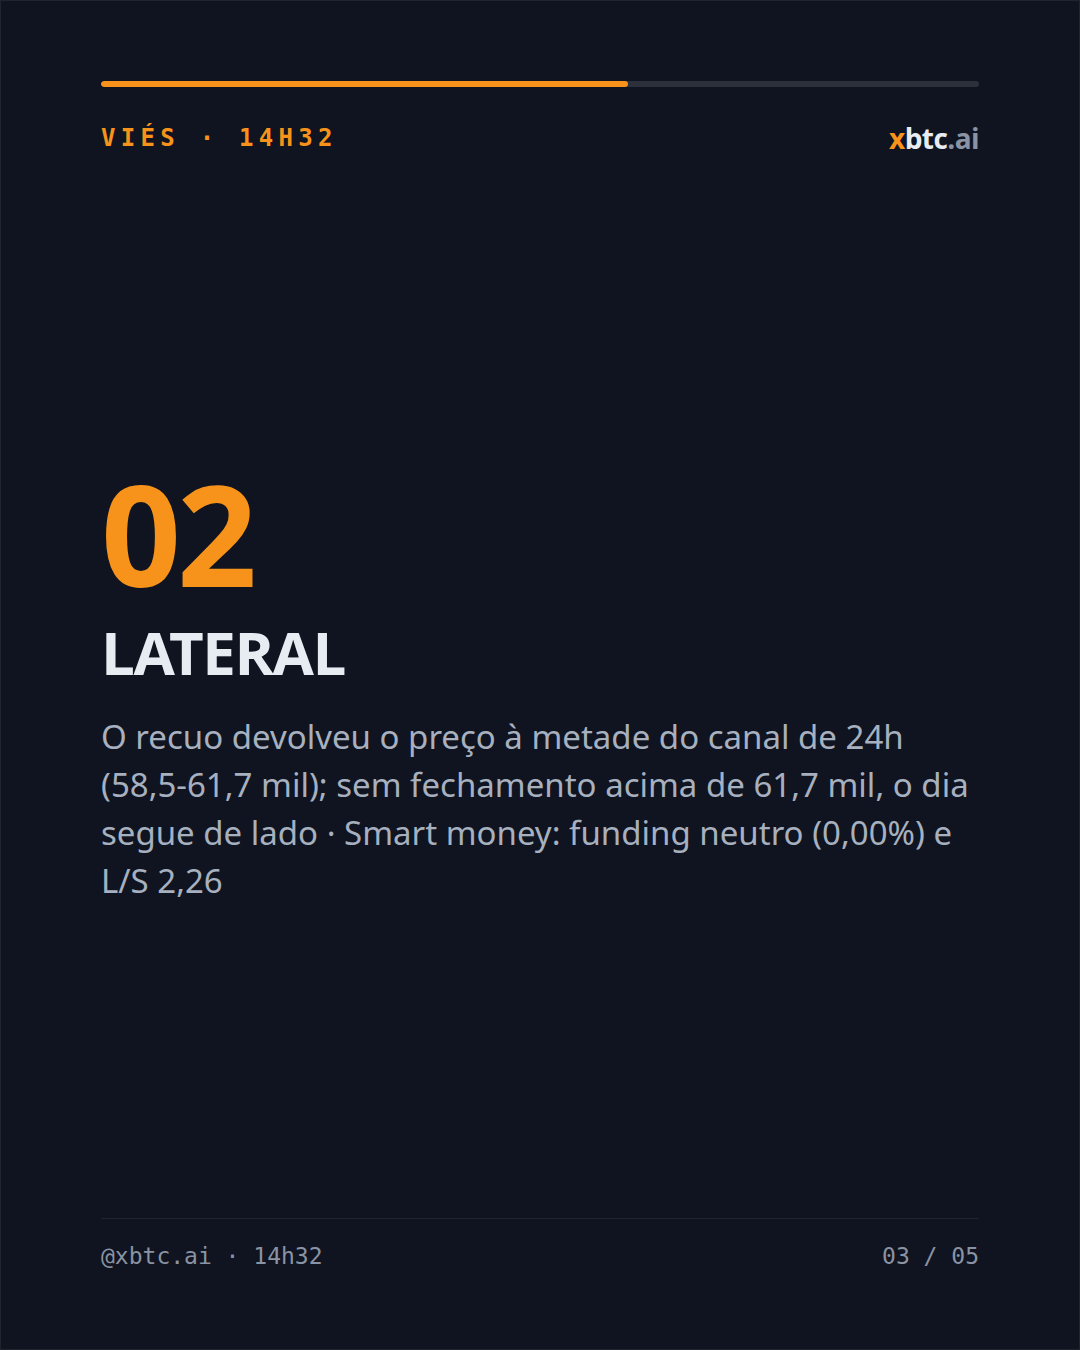 VIÉS · 14H32
xbtc.ai
02
LATERAL
O recuo devolveu o preço à metade do canal de 24h
(58,5-61,7 mil); sem fechamento acima de 61,7 mil, o dia
segue de lado · Smart money: funding neutro (0,00%) e
L/S 2,26
@xbtc.ai · 14h32
03 / 05